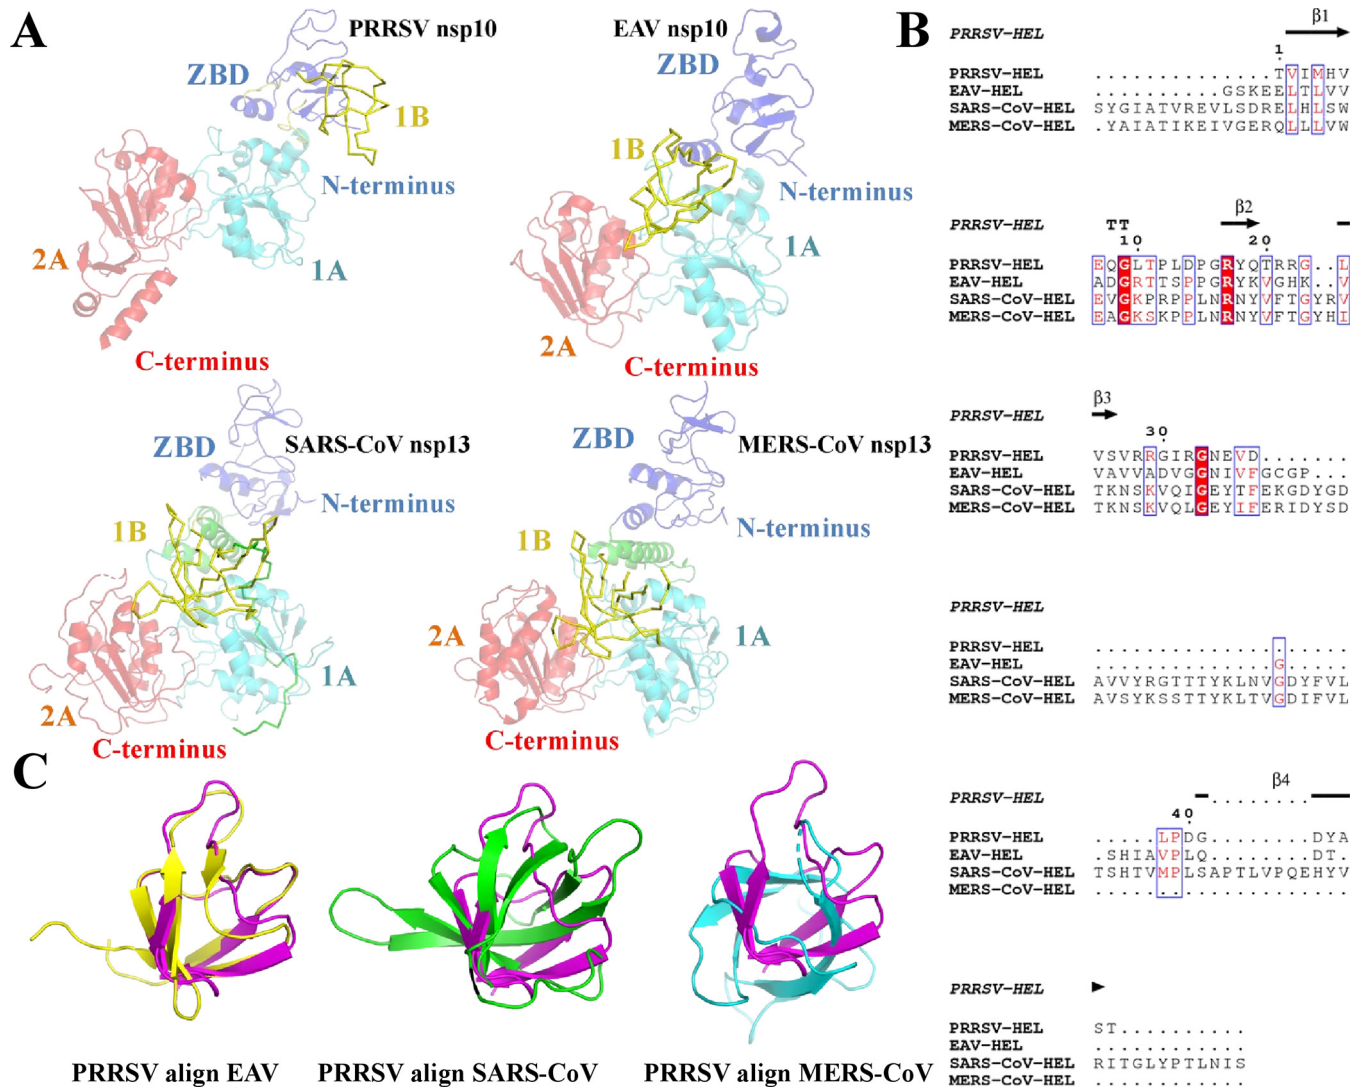 A
PRRSV nsp10
ZBD
1B
N-terminus
1A
2A
C-terminus
EAV nsp10
ZBD
1B
N-terminus
1A
2A
C-terminus
SARS-CoV nsp13
ZBD
N-terminus
1B
1A
2A
C-terminus
MERS-CoV nsp13
ZBD
N-terminus
1B
2A
1A
C-terminus
B
PRRSV-HEL β1
1
PRRSV-HEL .............TVIMHV
EAV-HEL .........GSKEELTLVV
SARS-CoV-HEL SYGIATVREVLSDRELHLSW
MERS-CoV-HEL .YAIATIKEIVGERQLLLVW
PRRSV-HEL TT β2
10 20
PRRSV-HEL EQGLTPLDPGRYQTRRG..L
EAV-HEL ADGRTTSPPGRYKVGHK..V
SARS-CoV-HEL EVGKPRPPLNRNYVFTGYRV
MERS-CoV-HEL EAGKSKPPLNRNYVFTGYHI
β3
PRRSV-HEL
30
PRRSV-HEL VSVRRGIRGNEVD.......
EAV-HEL VAVVADVGGNIVFGCGP...
SARS-CoV-HEL TKNSKVQIGEYTFEKGDYGD
MERS-CoV-HEL TKNSKVQLGEYIFERIDYSD
PRRSV-HEL
PRRSV-HEL ....................
EAV-HEL ..............G.....
SARS-CoV-HEL AVVYRGTTTYKLNVGDYFVL
MERS-CoV-HEL AVSYKSSTTYKLTVGDIFVL
PRRSV-HEL ........ β4
40
PRRSV-HEL .....LPDG........DYA
EAV-HEL .SHIAVPLQ........DT.
SARS-CoV-HEL TSHTVMPLSAPTLVPQEHYV
MERS-CoV-HEL ....................
PRRSV-HEL
PRRSV-HEL ST..........
EAV-HEL ............
SARS-CoV-HEL RITGLYPTLNIS
MERS-CoV-HEL ............
C
PRRSV align EAV
PRRSV align SARS-CoV
PRRSV align MERS-CoV